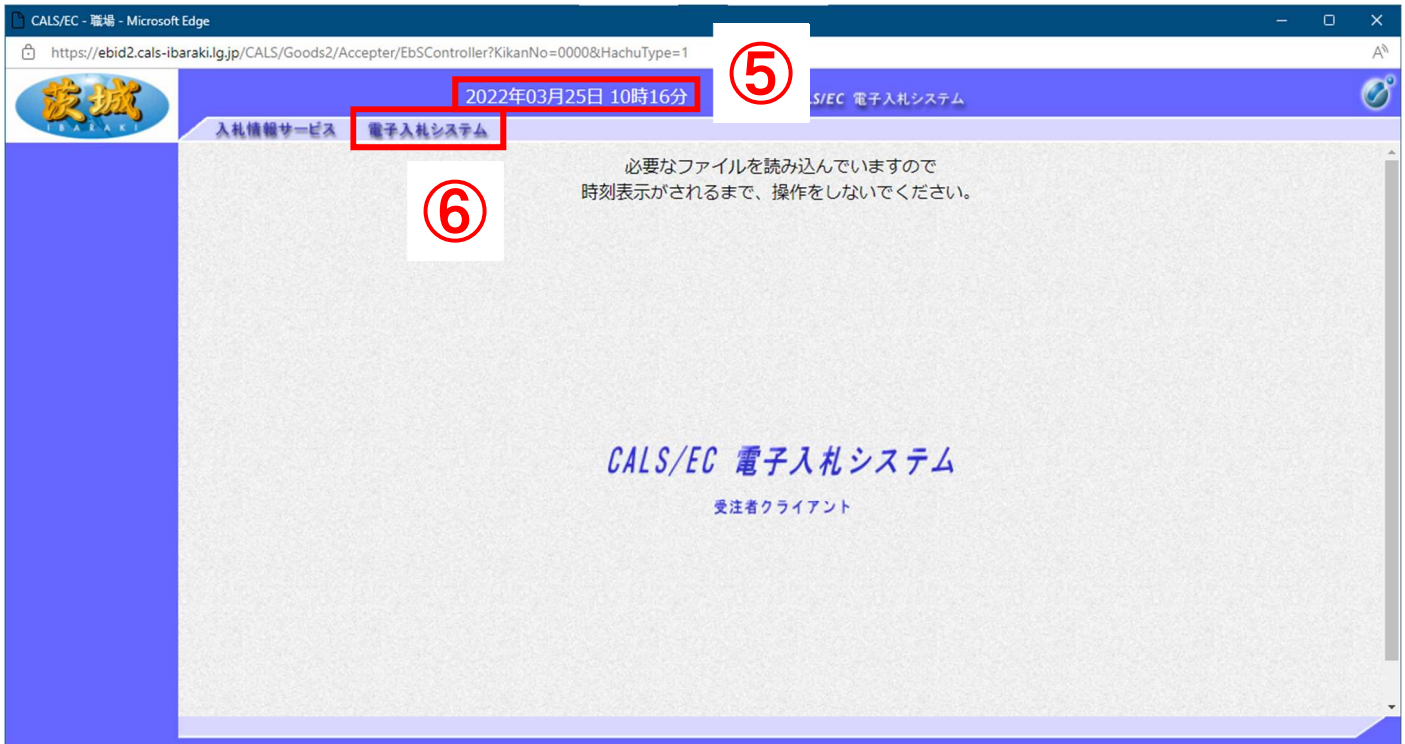 CALS/EC - 職場 - Microsoft Edge
https://ebid2.cals-ibaraki.lg.jp/CALS/Goods2/Accepter/EbSController?KikanNo=0000&HachuType=1
茨城
IBARAKI
2022年03月25日 10時16分
⑤
LS/EC 電子入札システム
入札情報サービス
電子入札システム
⑥
必要なファイルを読み込んでいますので
時刻表示がされるまで、操作をしないでください。
CALS/EC 電子入札システム
受注者クライアント